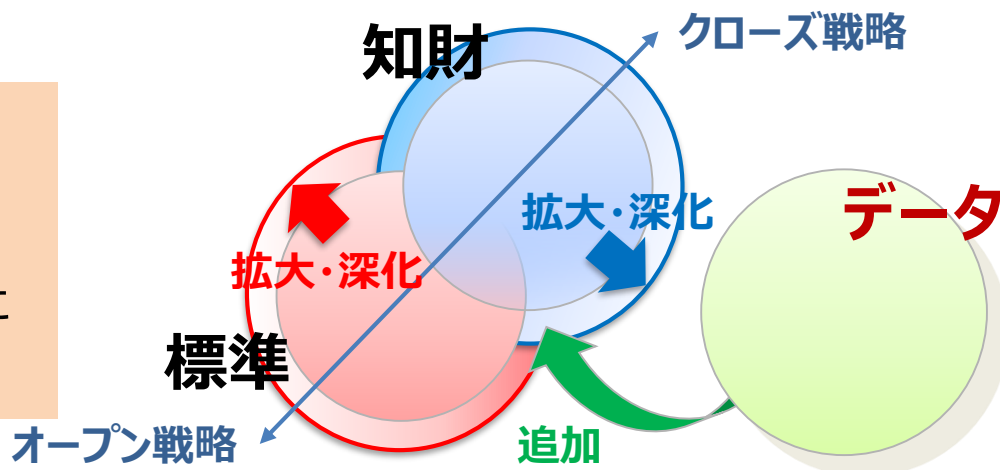 クローズ戦略
知財
データ
拡大・深化
拡大・深化
に
標準
オープン戦略
追加